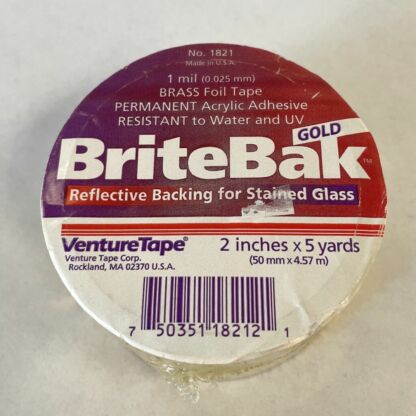 No. 1821
Made in U.S.A.
1 mil (0.025 mm)
BRASS Foil Tape
PERMANENT Acrylic Adhesive
RESISTANT to Water and UV
GOLD
BriteBak™
Reflective Backing for Stained Glass
VentureTape®
Venture Tape Corp.
Rockland, MA 02370 U.S.A.
2 inches x 5 yards
(50 mm x 4.57 m)
7 50351 18212 1